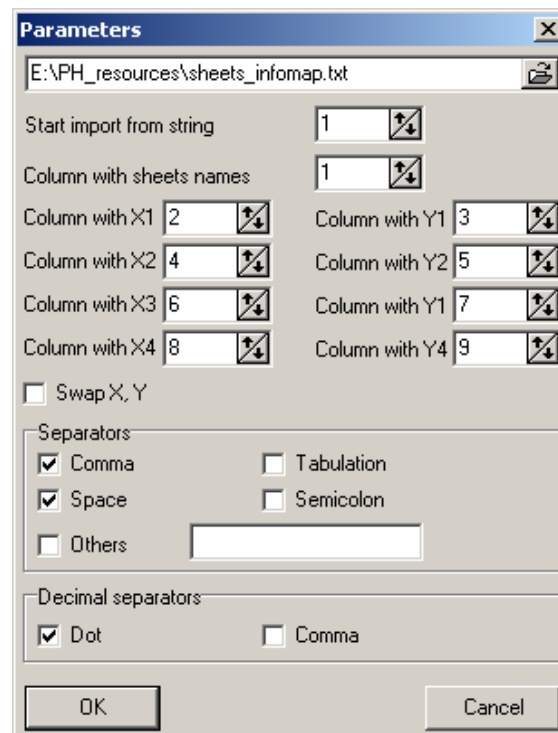 Parameters
E:\PH_resources\sheets_infomap.txt
Start import from string 1
Column with sheets names 1
Column with X1 2 Column with Y1 3
Column with X2 4 Column with Y2 5
Column with X3 6 Column with Y1 7
Column with X4 8 Column with Y4 9
Swap X, Y
Separators
Comma Tabulation
Space Semicolon
Others
Decimal separators
Dot Comma
OK Cancel